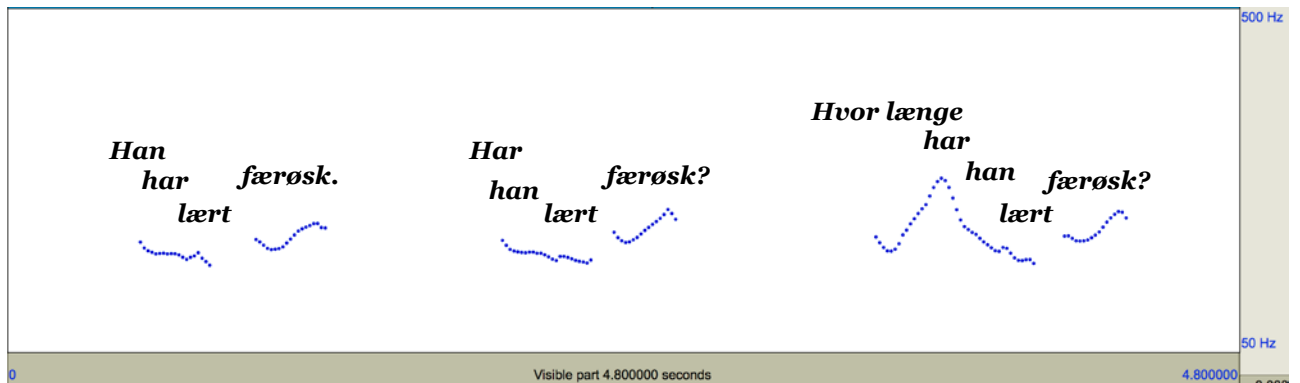 500 Hz
Han
har
lært
færøsk.
Har
han
lært
færøsk?
Hvor længe
har
han
lært
færøsk?
50 Hz
0
Visible part 4.800000 seconds
4.800000